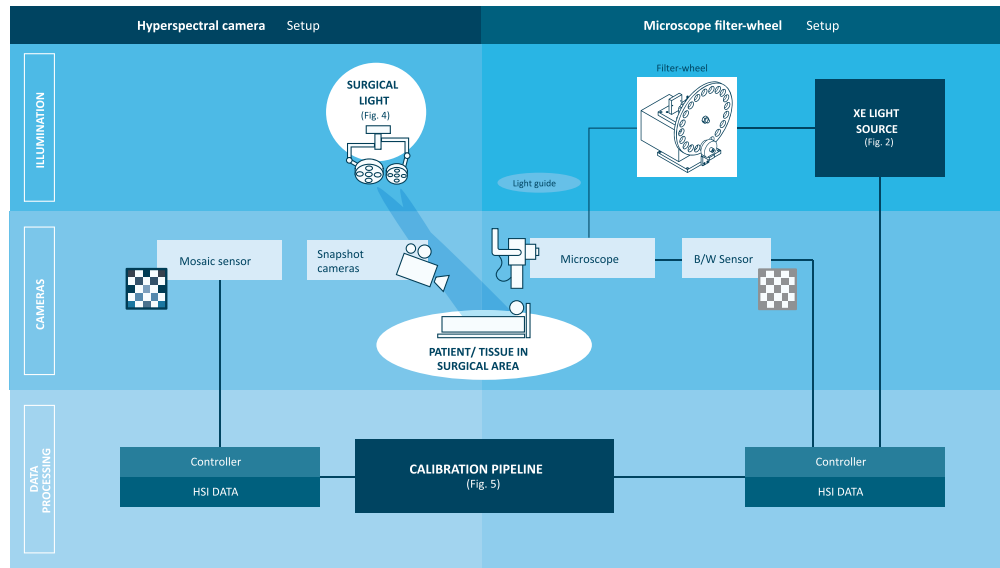 Hyperspectral camera Setup
Microscope filter-wheel Setup
ILLUMINATION
SURGICAL
LIGHT
(Fig. 4)
Filter-wheel
XE LIGHT
SOURCE
(Fig. 2)
Light guide
CAMERAS
Mosaic sensor
Snapshot
cameras
Microscope
B/W Sensor
PATIENT/ TISSUE IN
SURGICAL AREA
DATA
PROCESSING
Controller
HSI DATA
CALIBRATION PIPELINE
(Fig. 5)
Controller
HSI DATA